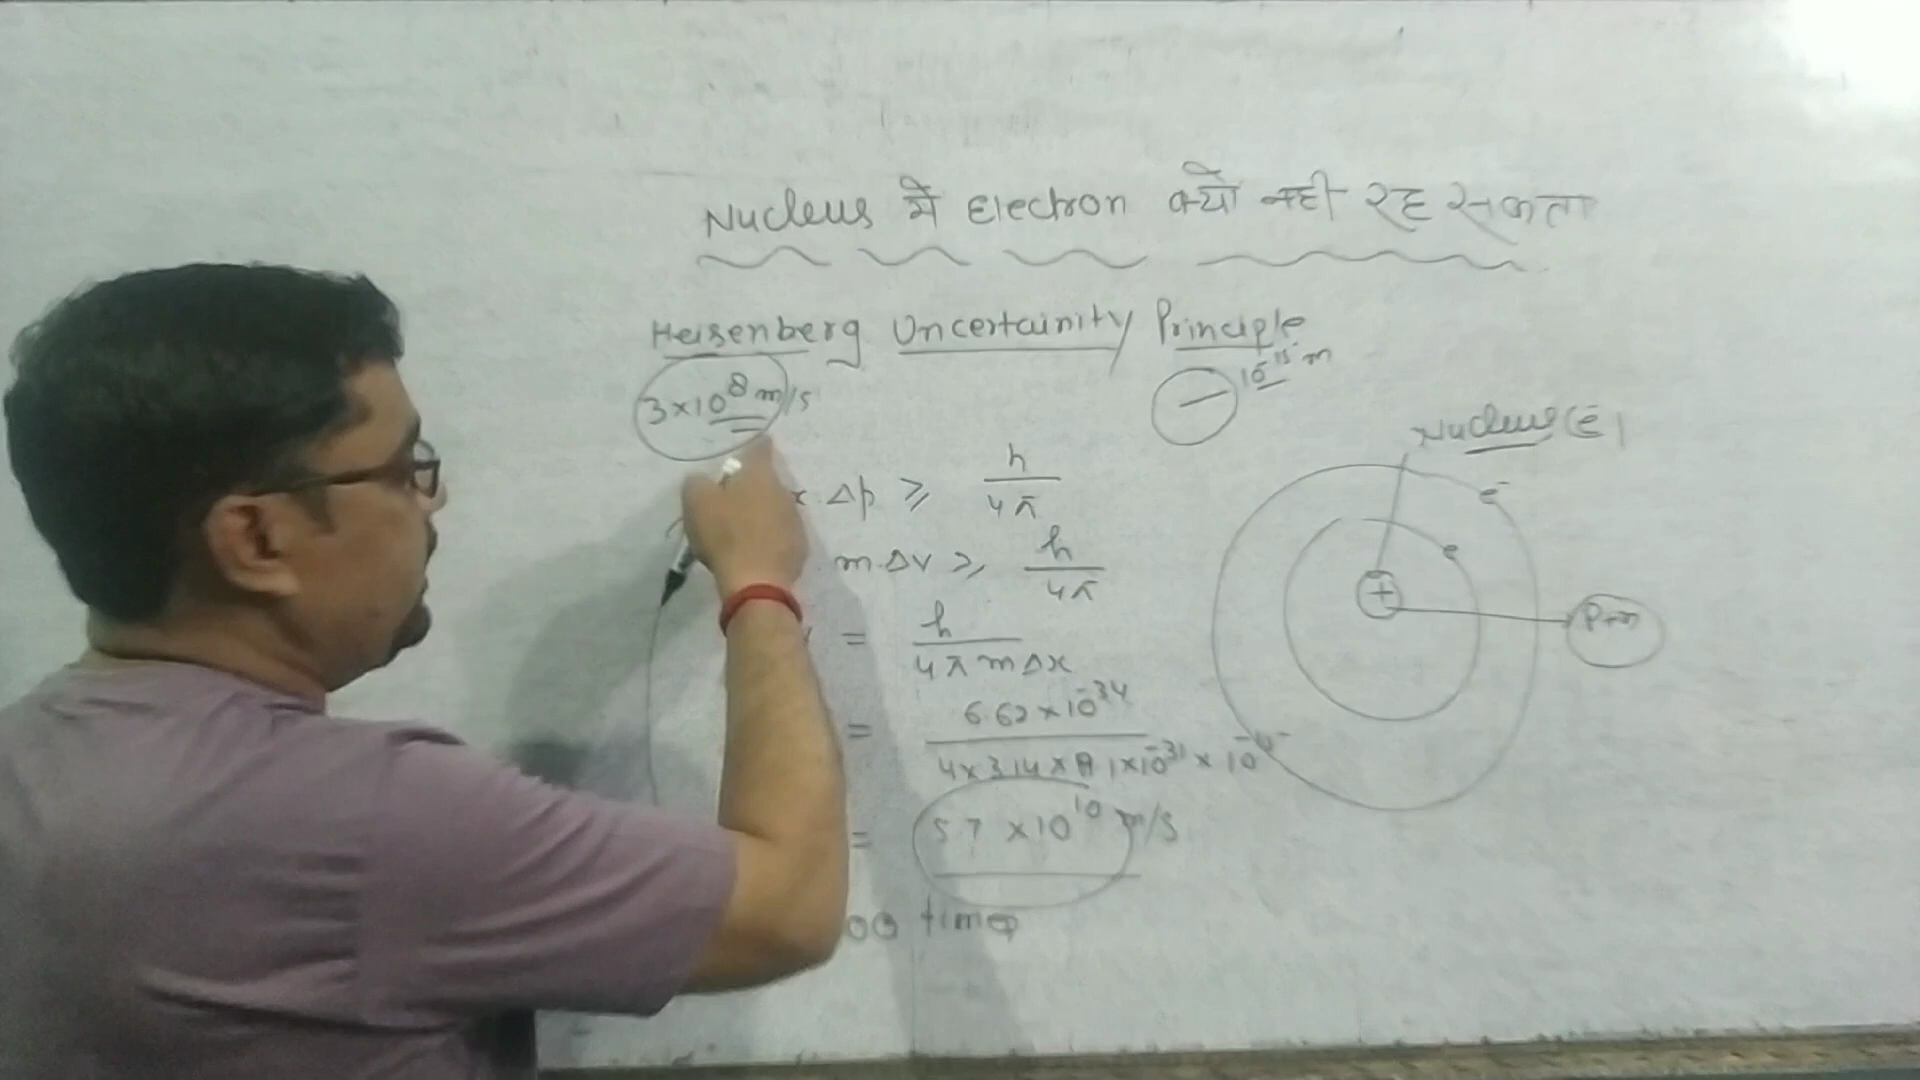 Nucleus मे Electron क्यो नही रह सकता
Heisenberg Uncertainity Principle
3×10⁸ m/s
10⁻¹⁵ m
Nucleus (e⁻)
x. Δp ⩾ h/4π
e⁻
m.Δv ⩾ h/4π
e
+
P+n
= h/4πmΔx
= 6.62×10⁻³⁴/4×3.14×9.1×10⁻³¹×10⁻¹⁵
= 5.7×10¹⁰ m/s
00 times